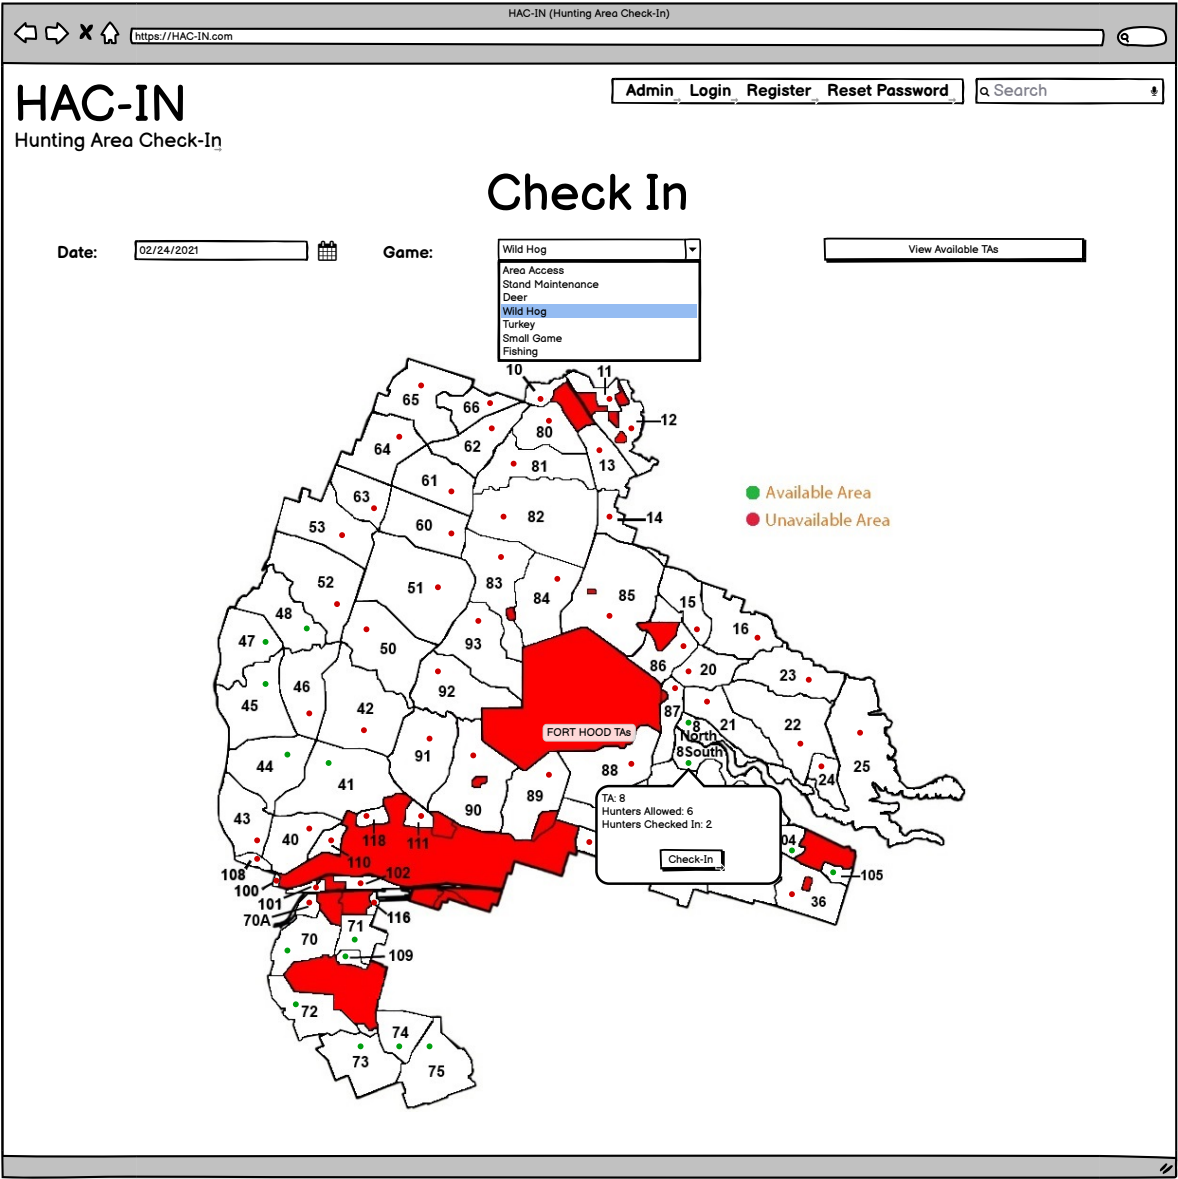 HAC-IN (Hunting Area Check-In)
https://HAC-IN.com
HAC-IN
Hunting Area Check-In
Admin Login Register Reset Password
Search
Check In
Date: 02/24/2021 Game: Wild Hog View Available TAs
Area Access
Stand Maintenance
Deer
Wild Hog
Turkey
Small Game
Fishing
10
11
65
66
12
80
64
62
13
81
61
63
Available Area
60
82
14
Unavailable Area
53
52
51
83
84
85
15
48
16
47
93
50
86
20
23
46
92
45
42
87
8
North
21
22
FORT HOOD TAs
8South
91
44
88
25
24
41
89
90
43
TA: 8
Hunters Allowed: 6
Hunters Checked In: 2
Check-In
40
118
111
04
110
108
102
105
100
101
36
70A
116
71
70
109
72
74
73
75